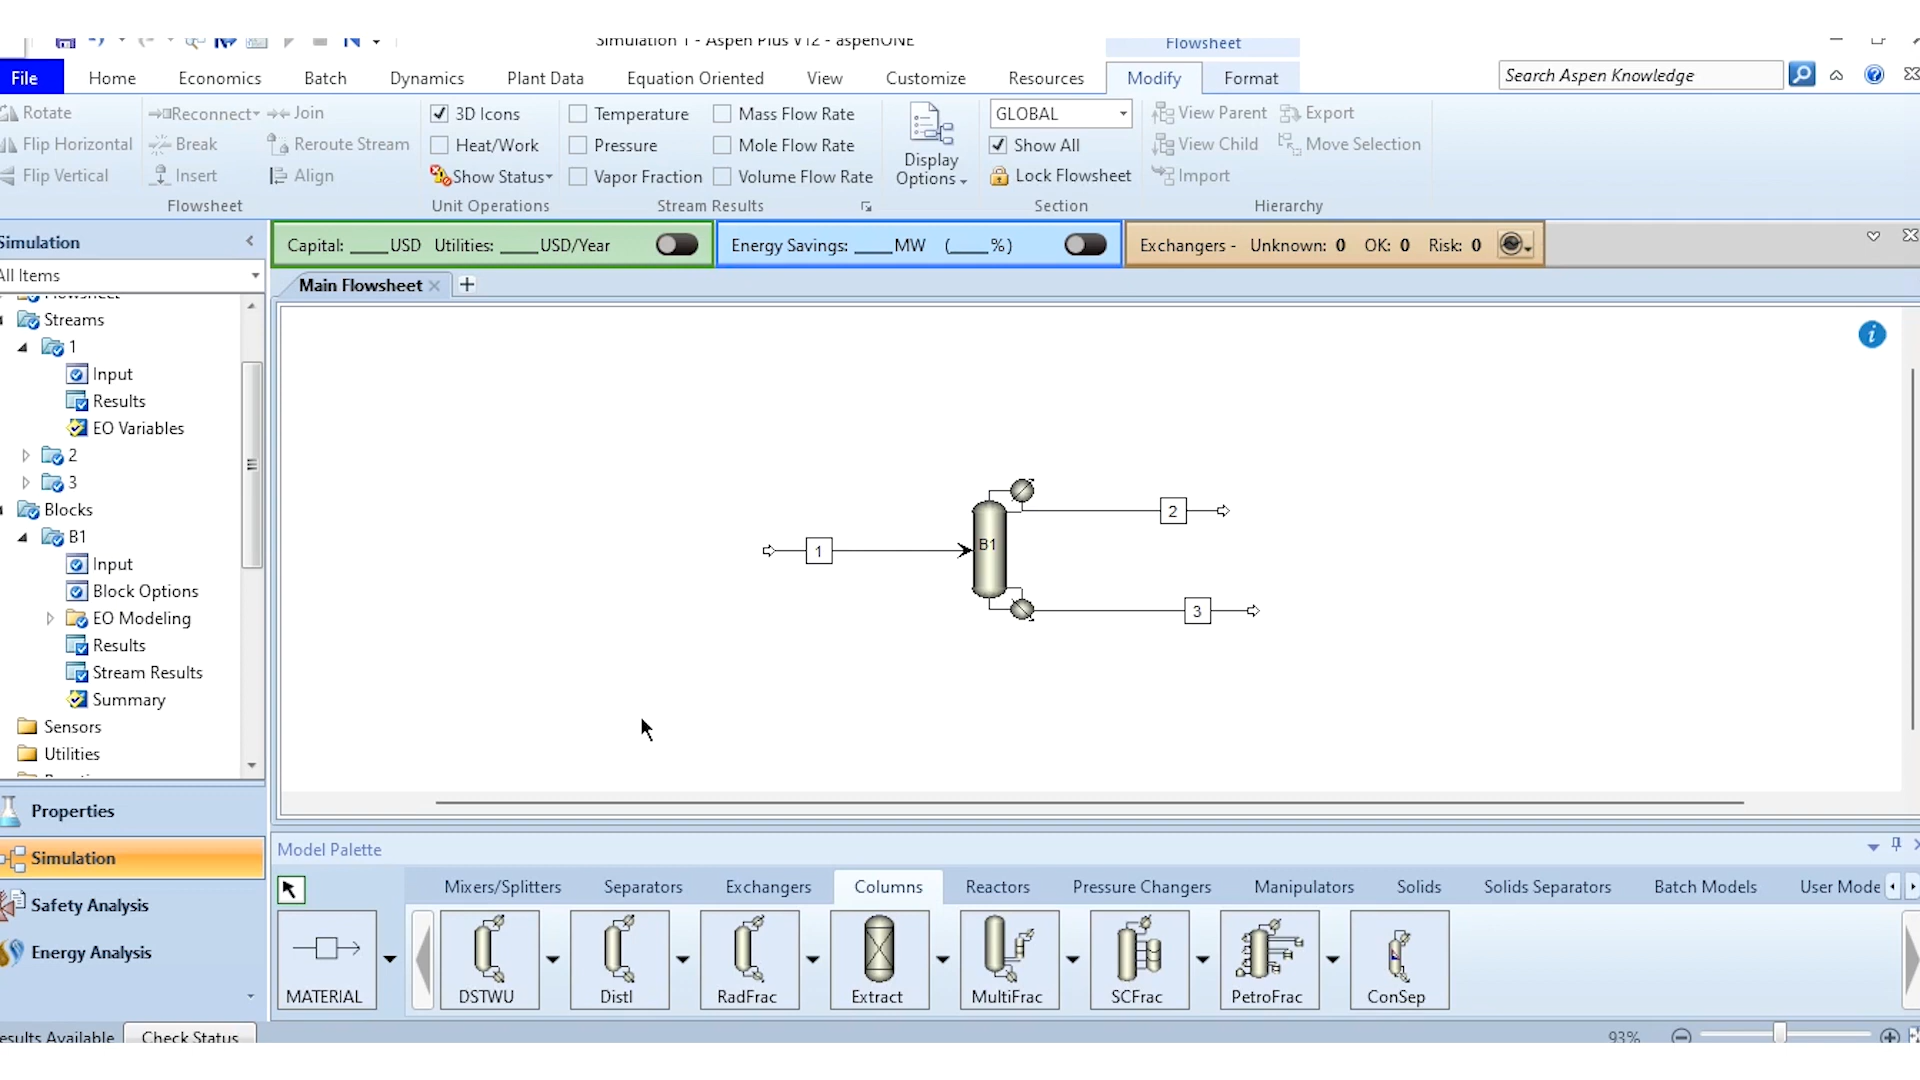 Simulation 1 - Aspen Plus V12 - aspenONE
Flowsheet
File Home Economics Batch Dynamics Plant Data Equation Oriented View Customize Resources Modify Format Search Aspen Knowledge
Rotate Reconnect Join 3D Icons Temperature Mass Flow Rate GLOBAL View Parent Export
Flip Horizontal Break Reroute Stream Heat/Work Pressure Mole Flow Rate Display Show All View Child Move Selection
Flip Vertical Insert Align Show Status Vapor Fraction Volume Flow Rate Options Lock Flowsheet Import
Flowsheet Unit Operations Stream Results Section Hierarchy
Simulation
Capital: ____USD Utilities: ____USD/Year Energy Savings: ____MW (____%) Exchangers - Unknown: 0 OK: 0 Risk: 0
All Items
Main Flowsheet
Flowsheet
Streams
1
Input
Results
EO Variables
2
3
Blocks
B1
Input
Block Options
EO Modeling
Results
Stream Results
Summary
Sensors
Utilities
1
B1
2
3
Properties
Simulation
Safety Analysis
Energy Analysis
Model Palette
Mixers/Splitters Separators Exchangers Columns Reactors Pressure Changers Manipulators Solids Solids Separators Batch Models User Mode
MATERIAL DSTWU Distl RadFrac Extract MultiFrac SCFrac PetroFrac ConSep
esults Available Check Status 93%